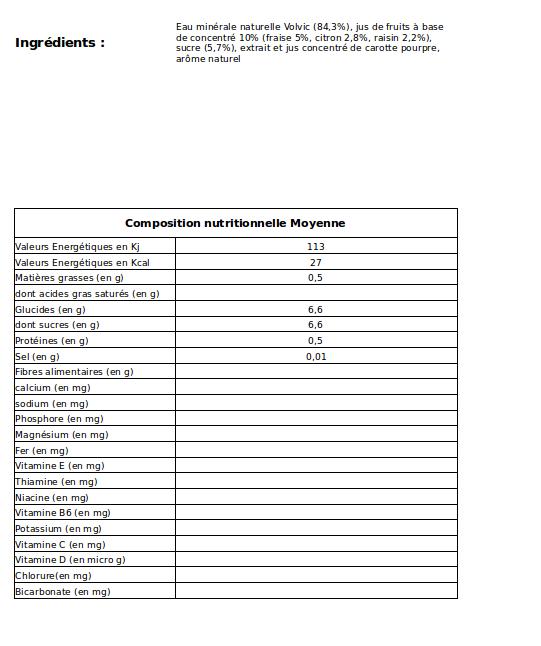 Ingrédients :
Eau minérale naturelle Volvic (84,3%), jus de fruits à base
de concentré 10% (fraise 5%, citron 2,8%, raisin 2,2%),
sucre (5,7%), extrait et jus concentré de carotte pourpre,
arôme naturel
Composition nutritionnelle Moyenne
Valeurs Energétiques en Kj 113
Valeurs Energétiques en Kcal 27
Matières grasses (en g) 0,5
dont acides gras saturés (en g)
Glucides (en g) 6,6
dont sucres (en g) 6,6
Protéines (en g) 0,5
Sel (en g) 0,01
Fibres alimentaires (en g)
calcium (en mg)
sodium (en mg)
Phosphore (en mg)
Magnésium (en mg)
Fer (en mg)
Vitamine E (en mg)
Thiamine (en mg)
Niacine (en mg)
Vitamine B6 (en mg)
Potassium (en mg)
Vitamine C (en mg)
Vitamine D (en micro g)
Chlorure(en mg)
Bicarbonate (en mg)